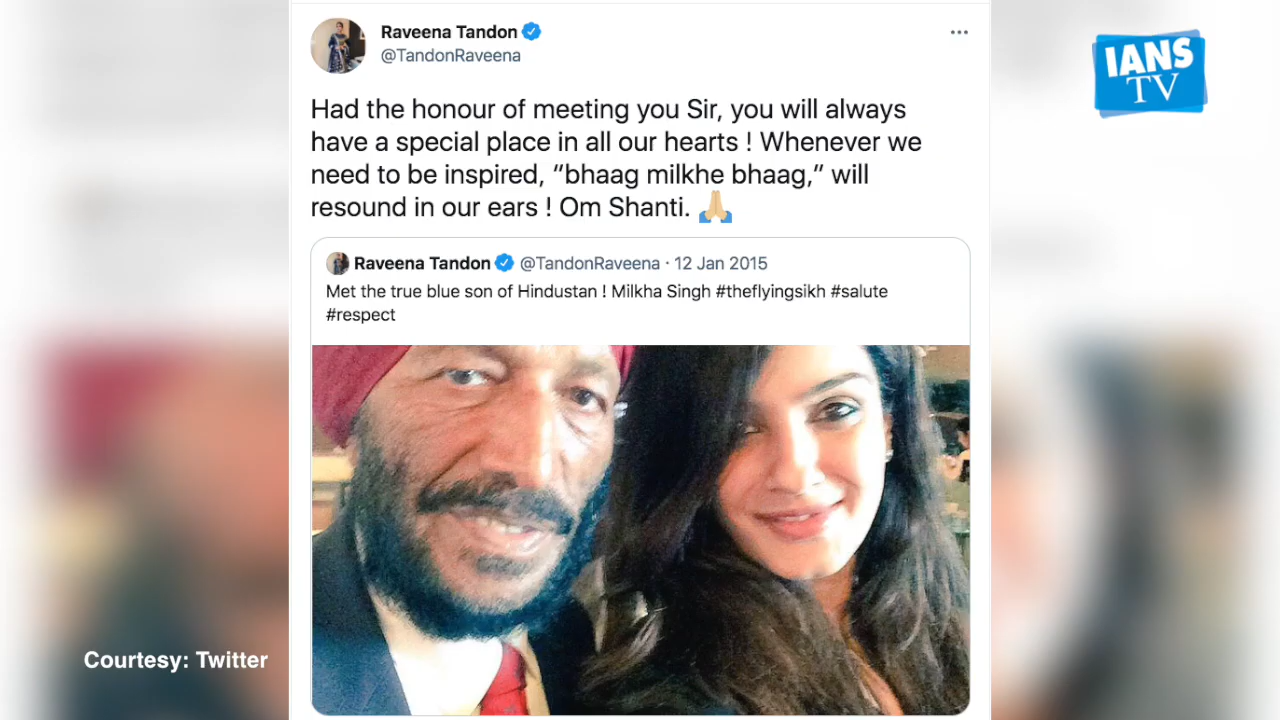 Raveena Tandon
@TandonRaveena
IANS
TV
Had the honour of meeting you Sir, you will always
have a special place in all our hearts ! Whenever we
need to be inspired, “bhaag milkhe bhaag,” will
resound in our ears ! Om Shanti. 🙏🏼
Raveena Tandon @TandonRaveena · 12 Jan 2015
Met the true blue son of Hindustan ! Milkha Singh #theflyingsikh #salute
#respect
Courtesy: Twitter